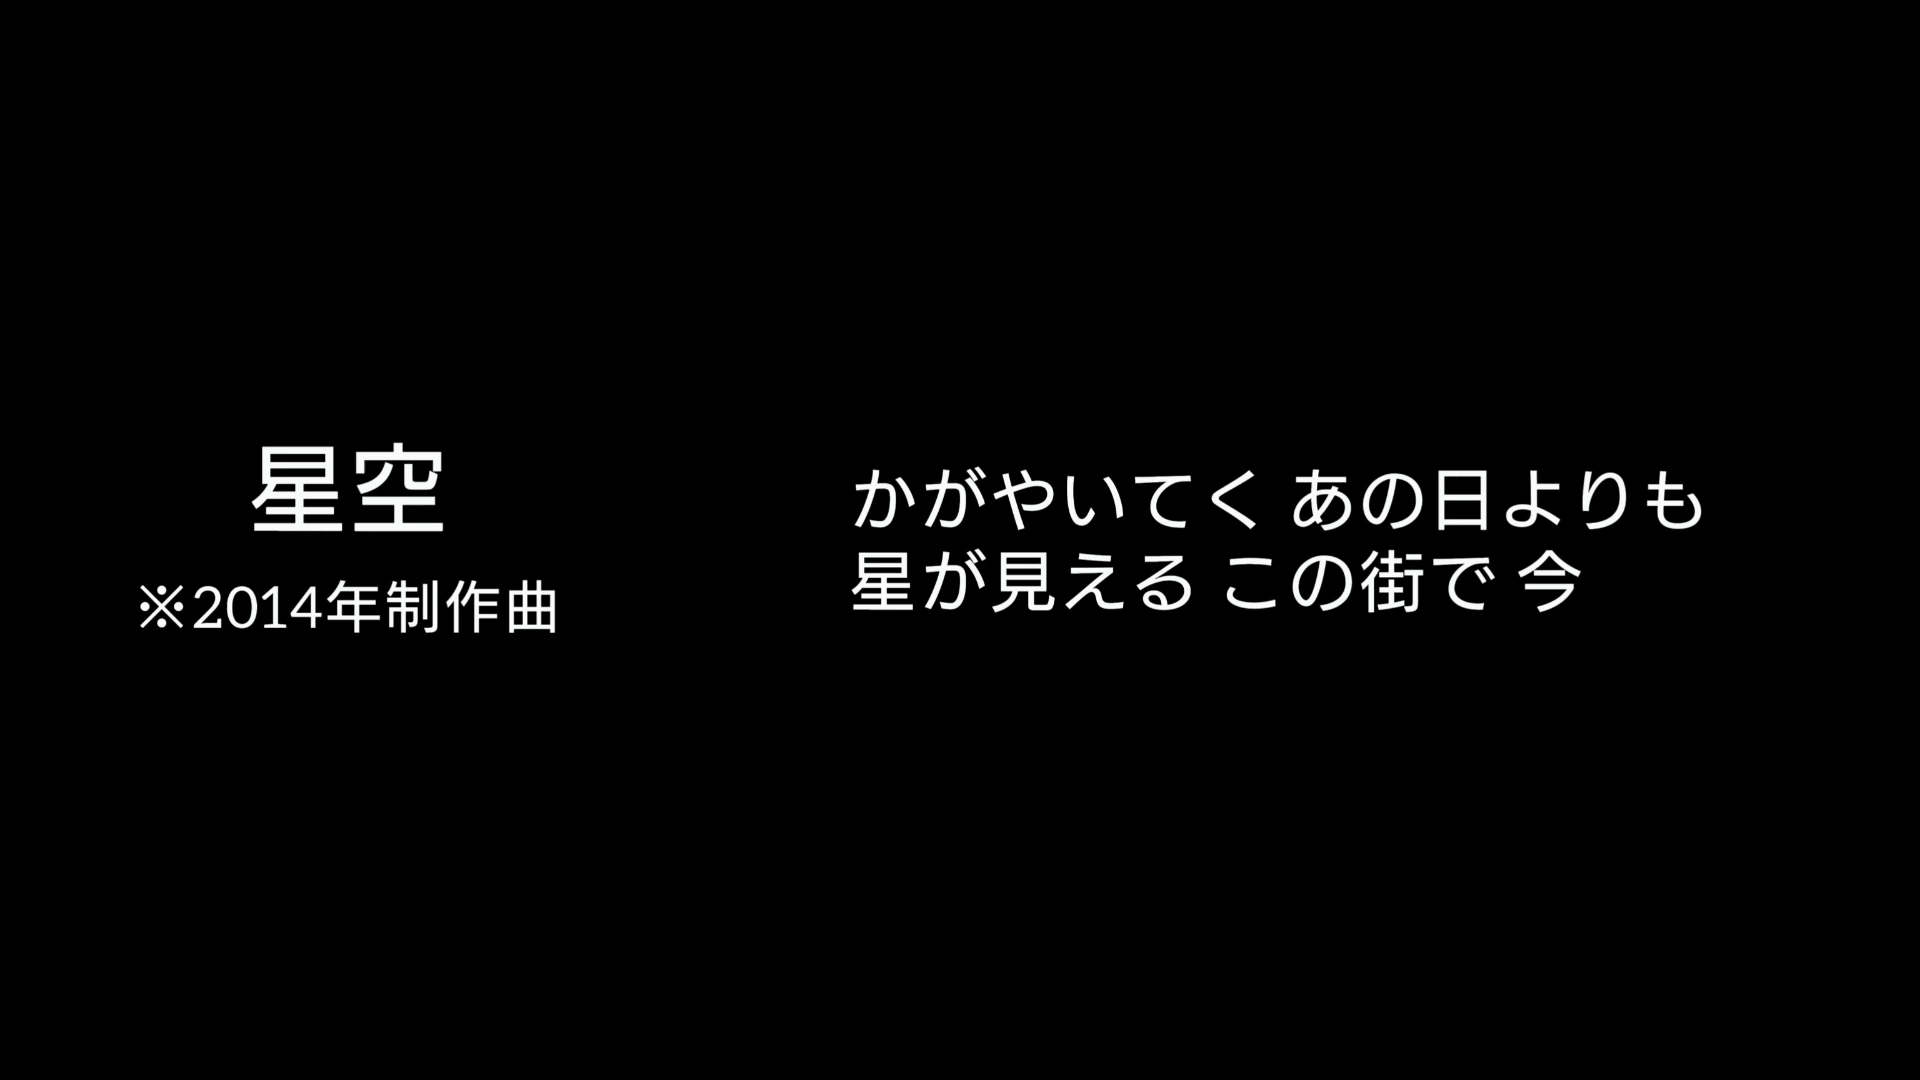 星空
※2014年制作曲
かがやいてく あの日よりも
星が見える この街で 今